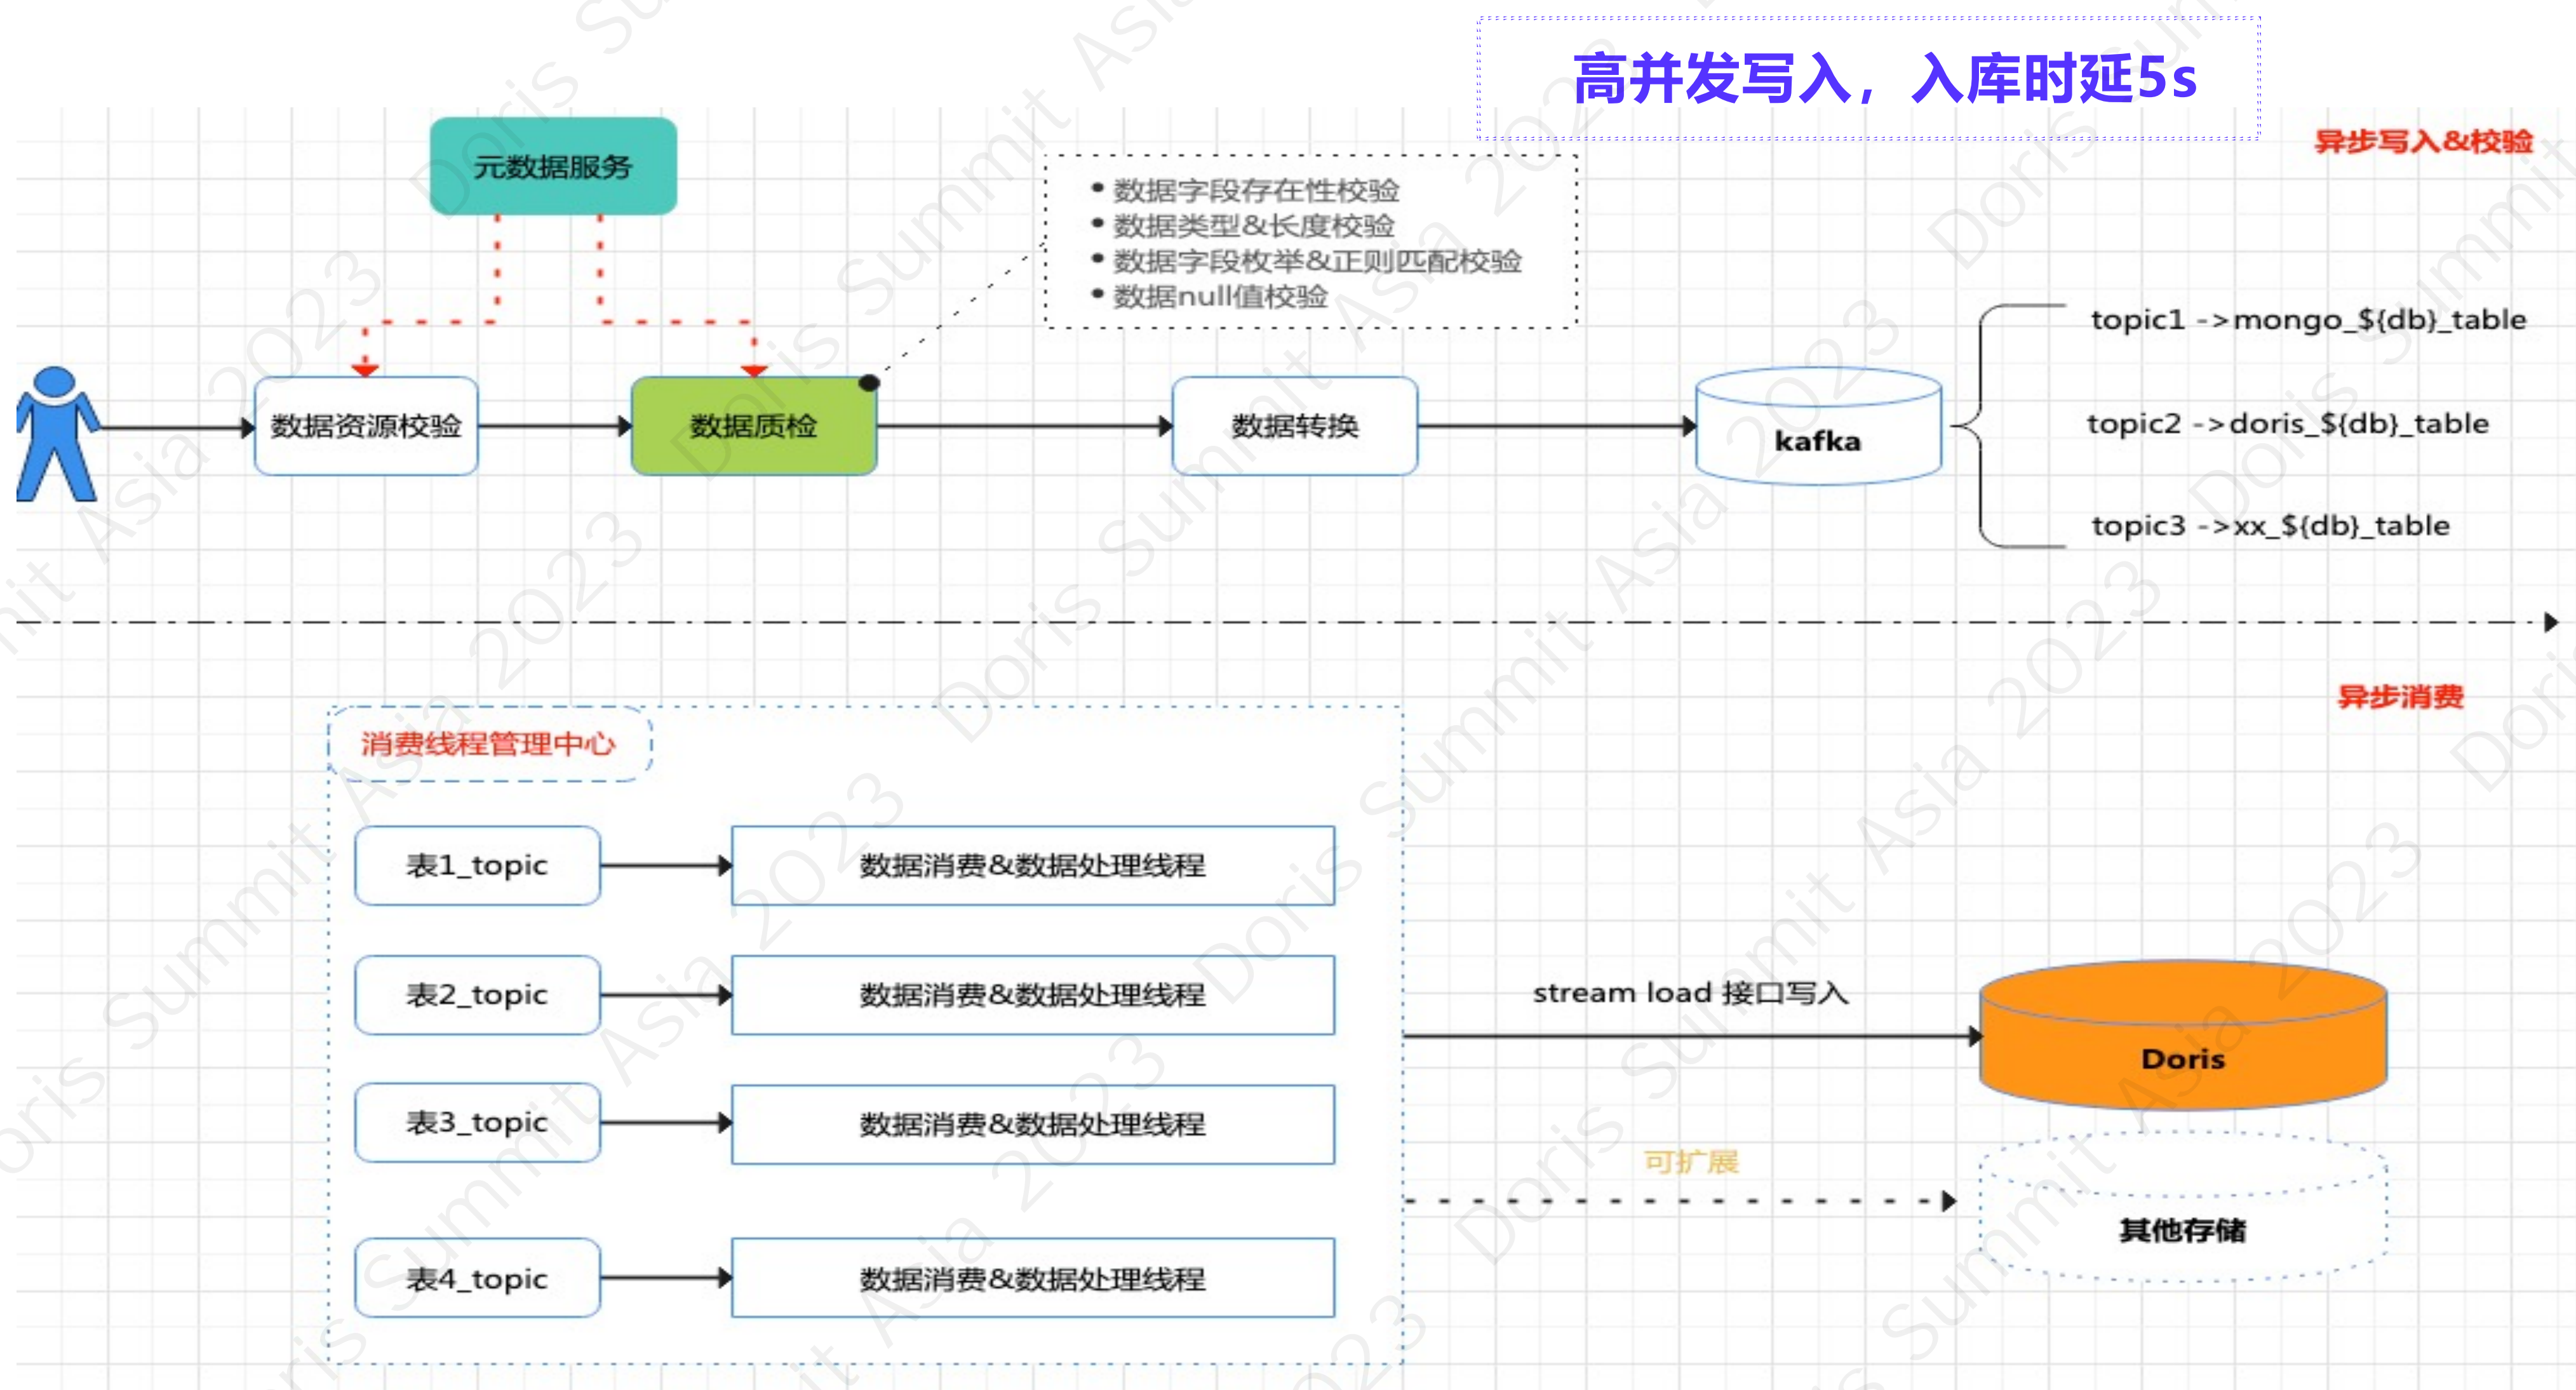 高并发写入，入库时延5s
异步写入&校验
元数据服务
• 数据字段存在性校验
• 数据类型&长度校验
• 数据字段枚举&正则匹配校验
• 数据null值校验
数据资源校验
数据质检
数据转换
kafka
topic1 ->mongo_${db}_table
topic2 ->doris_${db}_table
topic3 ->xx_${db}_table
异步消费
消费线程管理中心
表1_topic
数据消费&数据处理线程
表2_topic
数据消费&数据处理线程
表3_topic
数据消费&数据处理线程
表4_topic
数据消费&数据处理线程
stream load 接口写入
Doris
可扩展
其他存储
Doris Summit Asia 2023